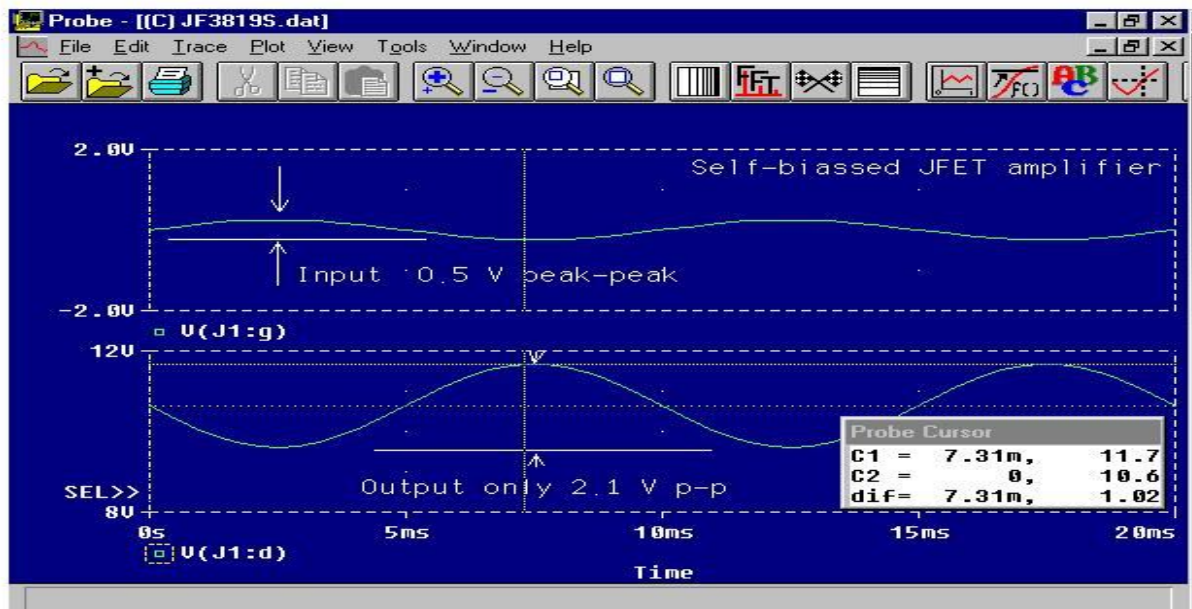 Probe - [(C) JF3819S.dat]
File Edit Trace Plot View Tools Window Help
FFT
f()
ABC
2.0V
Self-biassed JFET amplifier
Input 0.5 V peak-peak
-2.0V
V(J1:g)
12V
Probe Cursor
C1 = 7.31m, 11.7
C2 = 0, 10.6
dif= 7.31m, 1.02
Output only 2.1 V p-p
SEL>>
8V
0s 5ms 10ms 15ms 20ms
V(J1:d)
Time